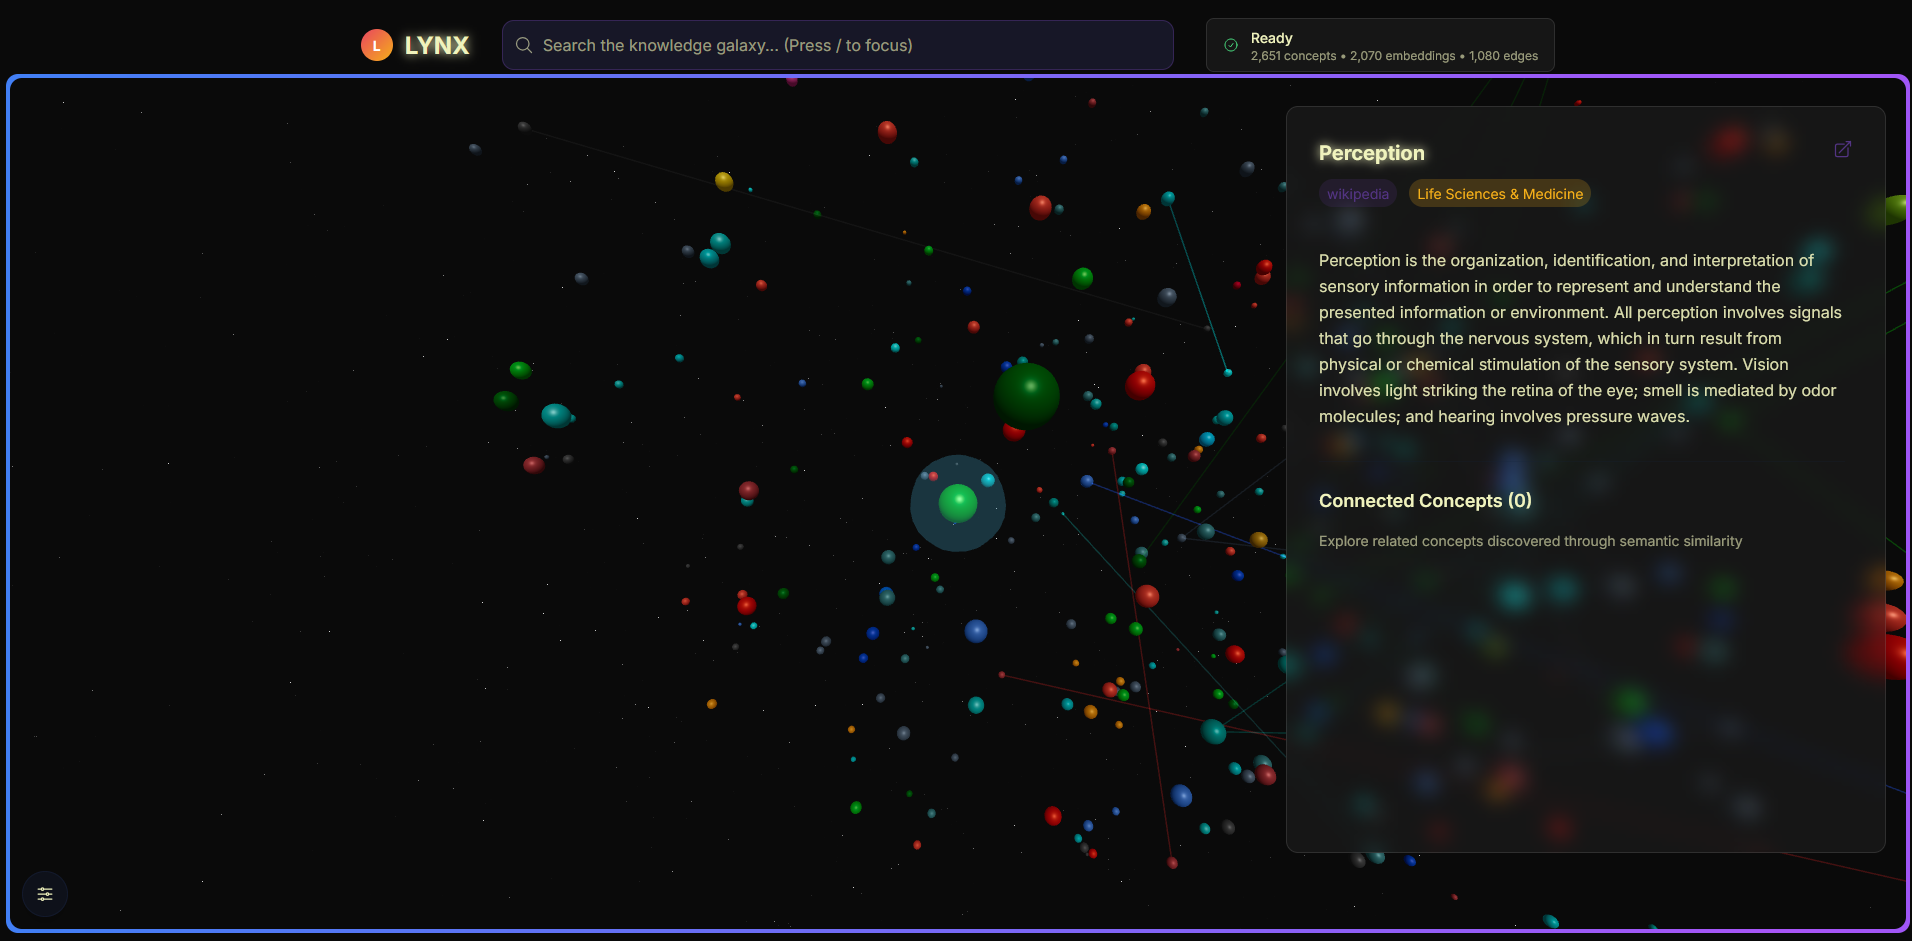 L LYNX
Search the knowledge galaxy... (Press / to focus)
Ready
2,651 concepts • 2,070 embeddings • 1,080 edges
Perception
wikipedia
Life Sciences & Medicine
Perception is the organization, identification, and interpretation of
sensory information in order to represent and understand the
presented information or environment. All perception involves signals
that go through the nervous system, which in turn result from
physical or chemical stimulation of the sensory system. Vision
involves light striking the retina of the eye; smell is mediated by odor
molecules; and hearing involves pressure waves.
Connected Concepts (0)
Explore related concepts discovered through semantic similarity